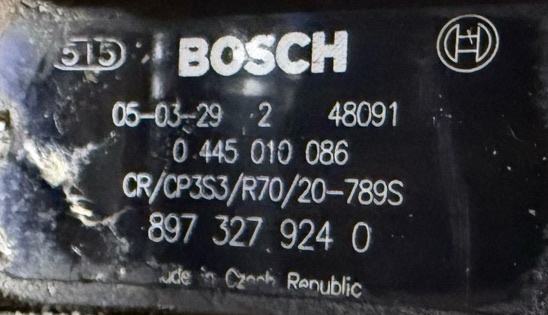 515 BOSCH
05-03-29 2 48091
0 445 010 086
CR/CP3S3/R70/20-789S
897 327 924 0
in Czech Republic